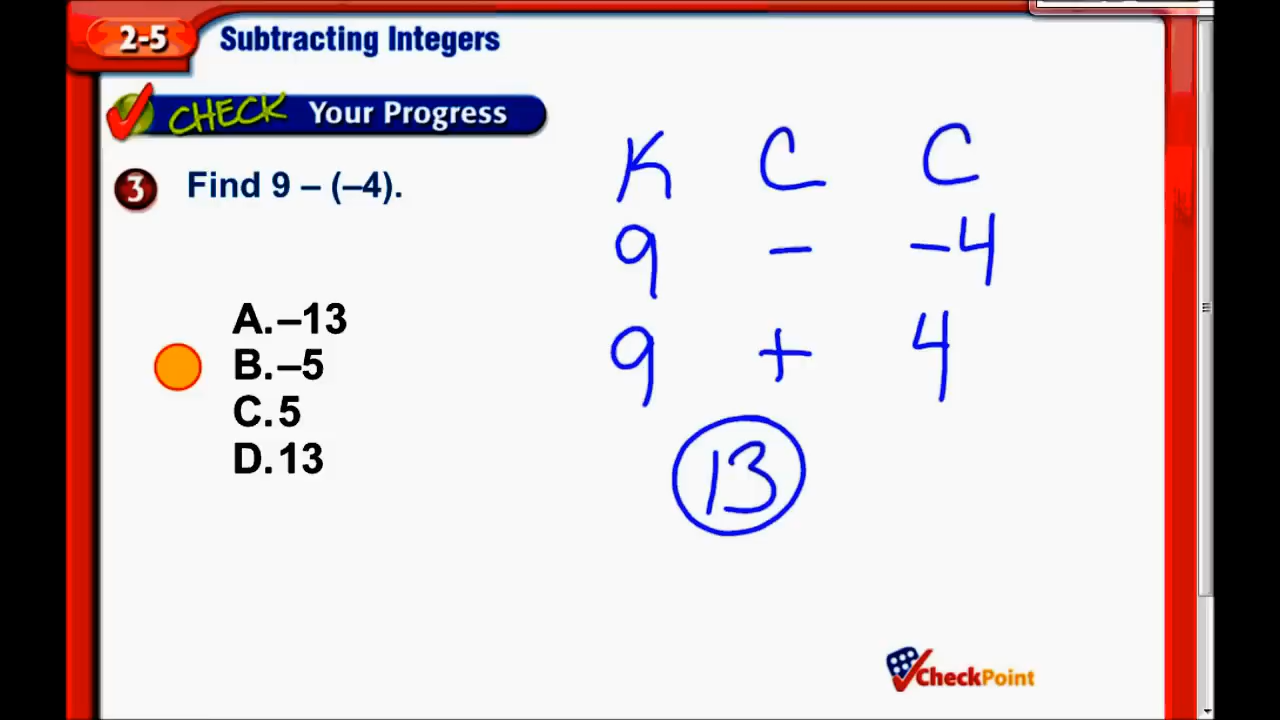 2-5 Subtracting Integers
CHECK Your Progress
3 Find 9 – (–4).
A. –13
B. –5
C. 5
D. 13
K C C
9 - -4
9 + 4
13
CheckPoint